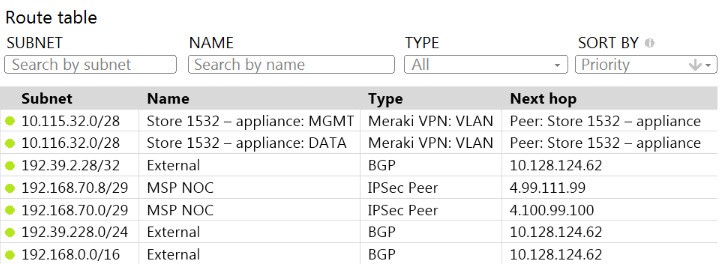 Route table
SUBNET NAME TYPE SORT BY
Search by subnet Search by name All Priority
Subnet Name Type Next hop
10.115.32.0/28 Store 1532 – appliance: MGMT Meraki VPN: VLAN Peer: Store 1532 – appliance
10.116.32.0/28 Store 1532 – appliance: DATA Meraki VPN: VLAN Peer: Store 1532 – appliance
192.39.2.28/32 External BGP 10.128.124.62
192.168.70.8/29 MSP NOC IPSec Peer 4.99.111.99
192.168.70.0/29 MSP NOC IPSec Peer 4.100.99.100
192.39.228.0/24 External BGP 10.128.124.62
192.168.0.0/16 External BGP 10.128.124.62